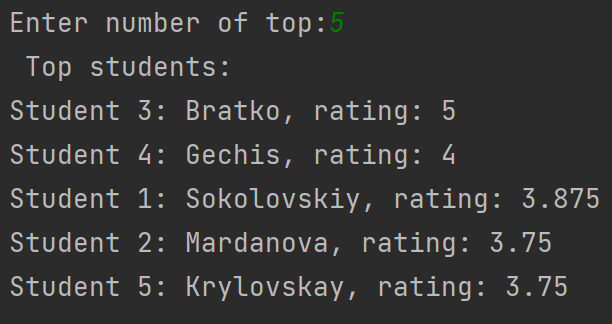 Enter number of top:5
Top students:
Student 3: Bratko, rating: 5
Student 4: Gechis, rating: 4
Student 1: Sokolovskiy, rating: 3.875
Student 2: Mardanova, rating: 3.75
Student 5: Krylovskay, rating: 3.75